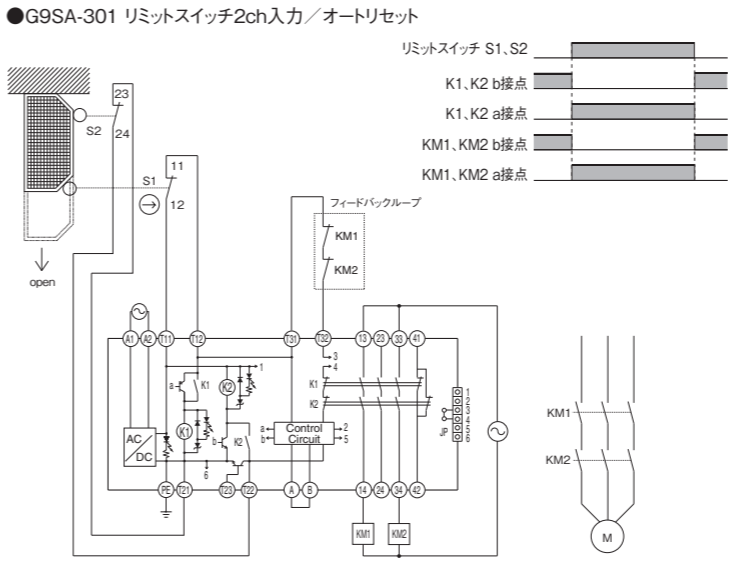 ●G9SA-301 リミットスイッチ2ch入力／オートリセット
リミットスイッチ S1、S2
K1、K2 b接点
K1、K2 a接点
KM1、KM2 b接点
KM1、KM2 a接点
23
S2
24
11
S1
12
open
フィードバックループ
KM1
KM2
A1 A2 T11 T12 T31 T32 13 23 33 41
1
3
4
a
K1
K2
K1
K2
1
2
3
4
5
6
JP
K1
b
K2
a
b
Control
Circuit
2
5
AC
DC
6
PE T21 T23 T22 A B 14 24 34 42
KM1
KM2
KM1
KM2
M